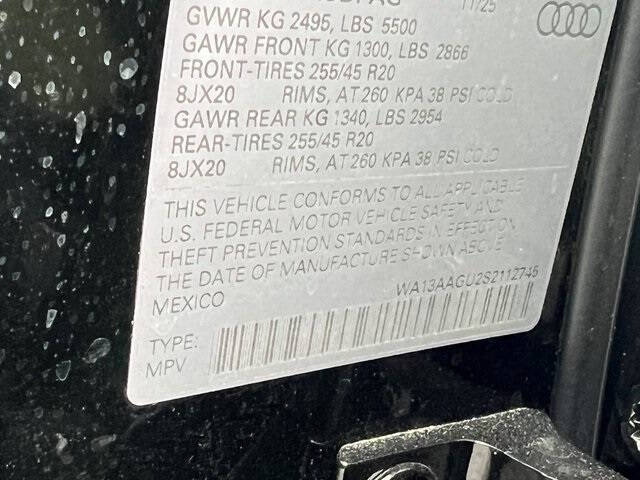 AG 11/25
GVWR KG 2495, LBS 5500
GAWR FRONT KG 1300, LBS 2866
FRONT-TIRES 255/45 R20
8JX20 RIMS, AT 260 KPA 38 PSI COLD
GAWR REAR KG 1340, LBS 2954
REAR-TIRES 255/45 R20
8JX20 RIMS, AT 260 KPA 38 PSI COLD
THIS VEHICLE CONFORMS TO ALL APPLICABLE
U.S. FEDERAL MOTOR VEHICLE SAFETY AND
THEFT PREVENTION STANDARDS IN EFFECT ON
THE DATE OF MANUFACTURE SHOWN ABOVE.
MEXICO
WA13AAGU2S2112745
TYPE:
MPV